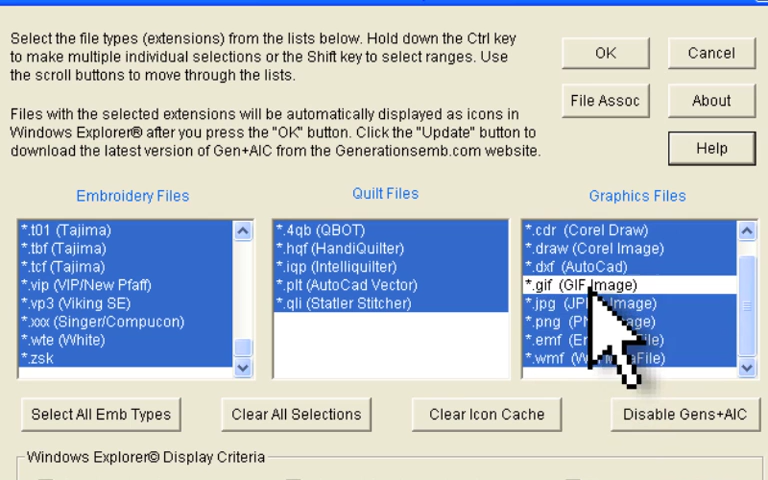 Select the file types (extensions) from the lists below. Hold down the Ctrl key
to make multiple individual selections or the Shift key to select ranges. Use
the scroll buttons to move through the lists.
Files with the selected extensions will be automatically displayed as icons in
Windows Explorer® after you press the "OK" button. Click the "Update" button to
download the latest version of Gen+AIC from the Generationsemb.com website.
OK
Cancel
File Assoc
About
Help
Embroidery Files
*.t01 (Tajima)
*.tbf (Tajima)
*.tcf (Tajima)
*.vip (VIP/New Pfaff)
*.vp3 (Viking SE)
*.xxx (Singer/Compucon)
*.wte (White)
*.zsk
Quilt Files
*.4qb (QBOT)
*.hqf (HandiQuilter)
*.iqp (Intelliquilter)
*.plt (AutoCad Vector)
*.qli (Statler Stitcher)
Graphics Files
*.cdr (Corel Draw)
*.draw (Corel Image)
*.dxf (AutoCad)
*.gif (GIF Image)
*.jpg Image)
*.png
*.emf File)
*.wmf
Select All Emb Types
Clear All Selections
Clear Icon Cache
Disable Gens+AIC
Windows Explorer© Display Criteria